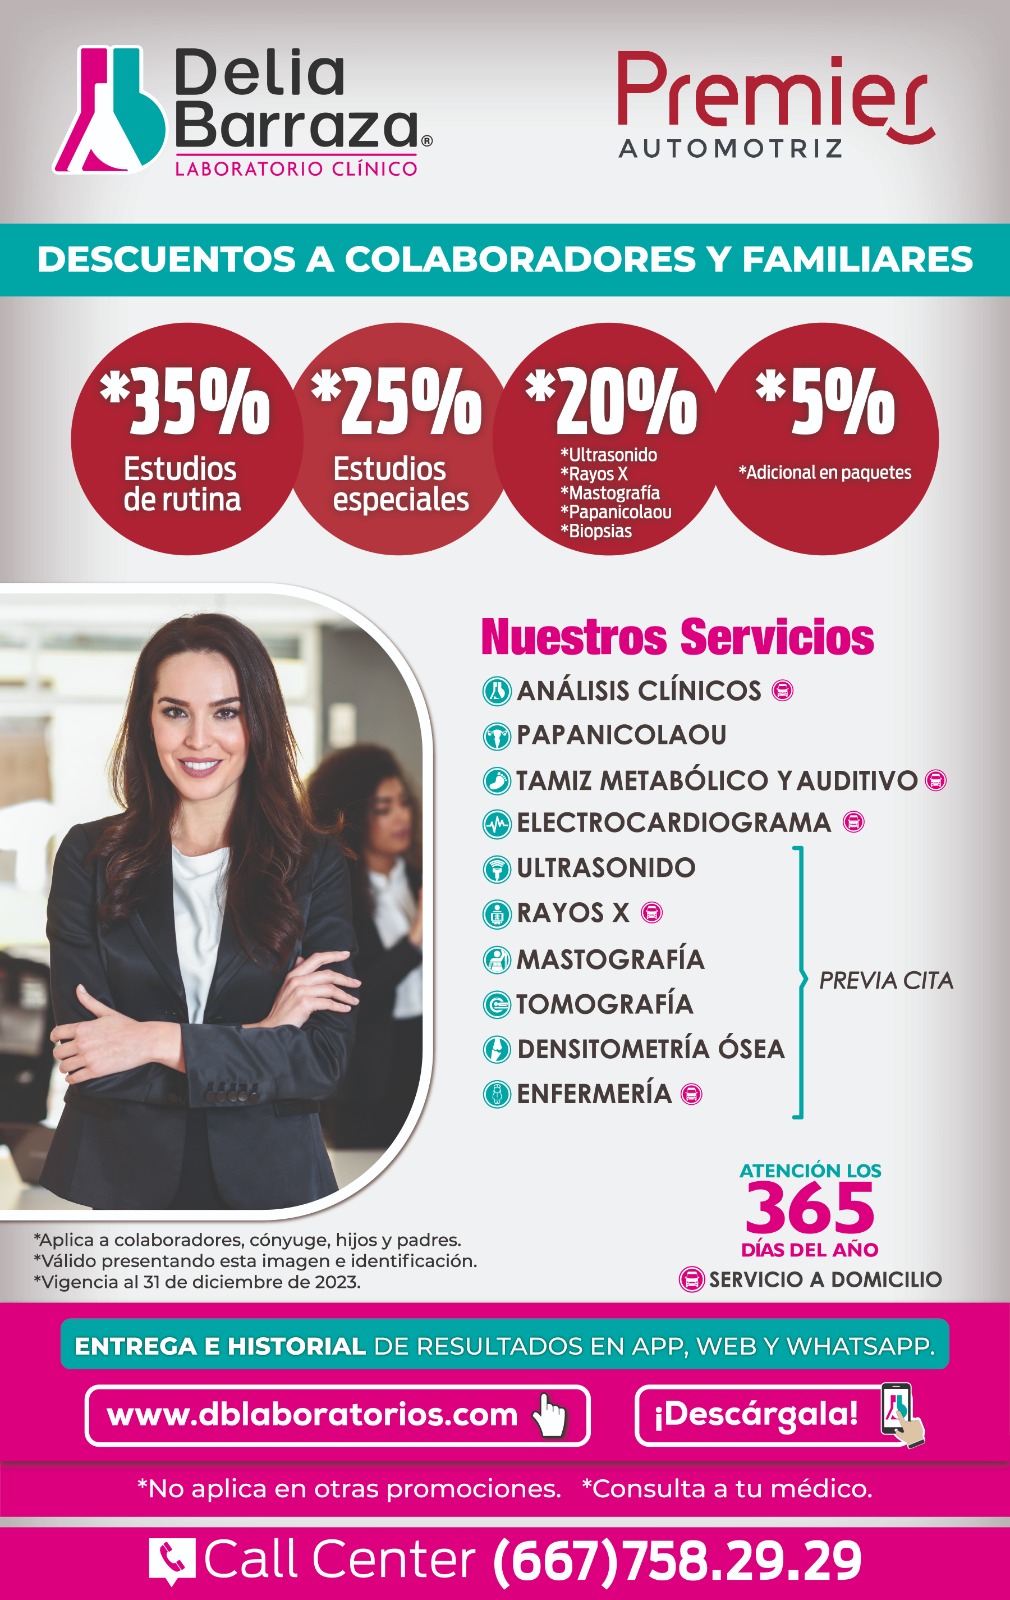 Delia
Barraza®
LABORATORIO CLÍNICO
Premier
AUTOMOTRIZ
DESCUENTOS A COLABORADORES Y FAMILIARES
*35%
Estudios
de rutina
*25%
Estudios
especiales
*20%
*Ultrasonido
*Rayos X
*Mastografía
*Papanicolaou
*Biopsias
*5%
*Adicional en paquetes
Nuestros Servicios
ANÁLISIS CLÍNICOS
PAPANICOLAOU
TAMIZ METABÓLICO Y AUDITIVO
ELECTROCARDIOGRAMA
ULTRASONIDO
RAYOS X
MASTOGRAFÍA
TOMOGRAFÍA
DENSITOMETRÍA ÓSEA
ENFERMERÍA
PREVIA CITA
ATENCIÓN LOS
365
DÍAS DEL AÑO
SERVICIO A DOMICILIO
*Aplica a colaboradores, cónyuge, hijos y padres.
*Válido presentando esta imagen e identificación.
*Vigencia al 31 de diciembre de 2023.
ENTREGA E HISTORIAL DE RESULTADOS EN APP, WEB Y WHATSAPP.
www.dblaboratorios.com
¡Descárgala!
*No aplica en otras promociones. *Consulta a tu médico.
Call Center (667)758.29.29